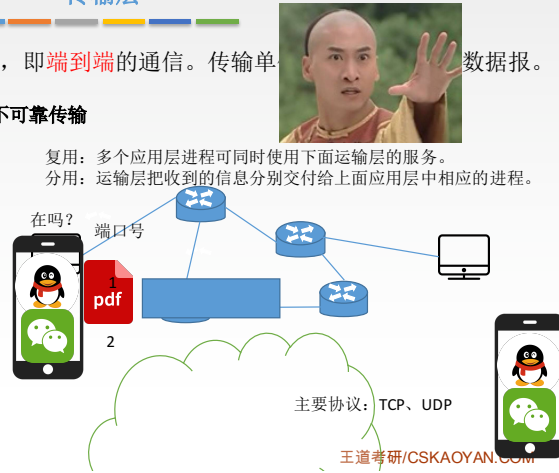 传输层
，即端到端的通信。传输单
数据报。
不可靠传输
复用：多个应用层进程可同时使用下面运输层的服务。
分用：运输层把收到的信息分别交付给上面应用层中相应的进程。
在吗？
端口号
1
pdf
2
主要协议：TCP、UDP
王道考研/CSKAOYAN.COM